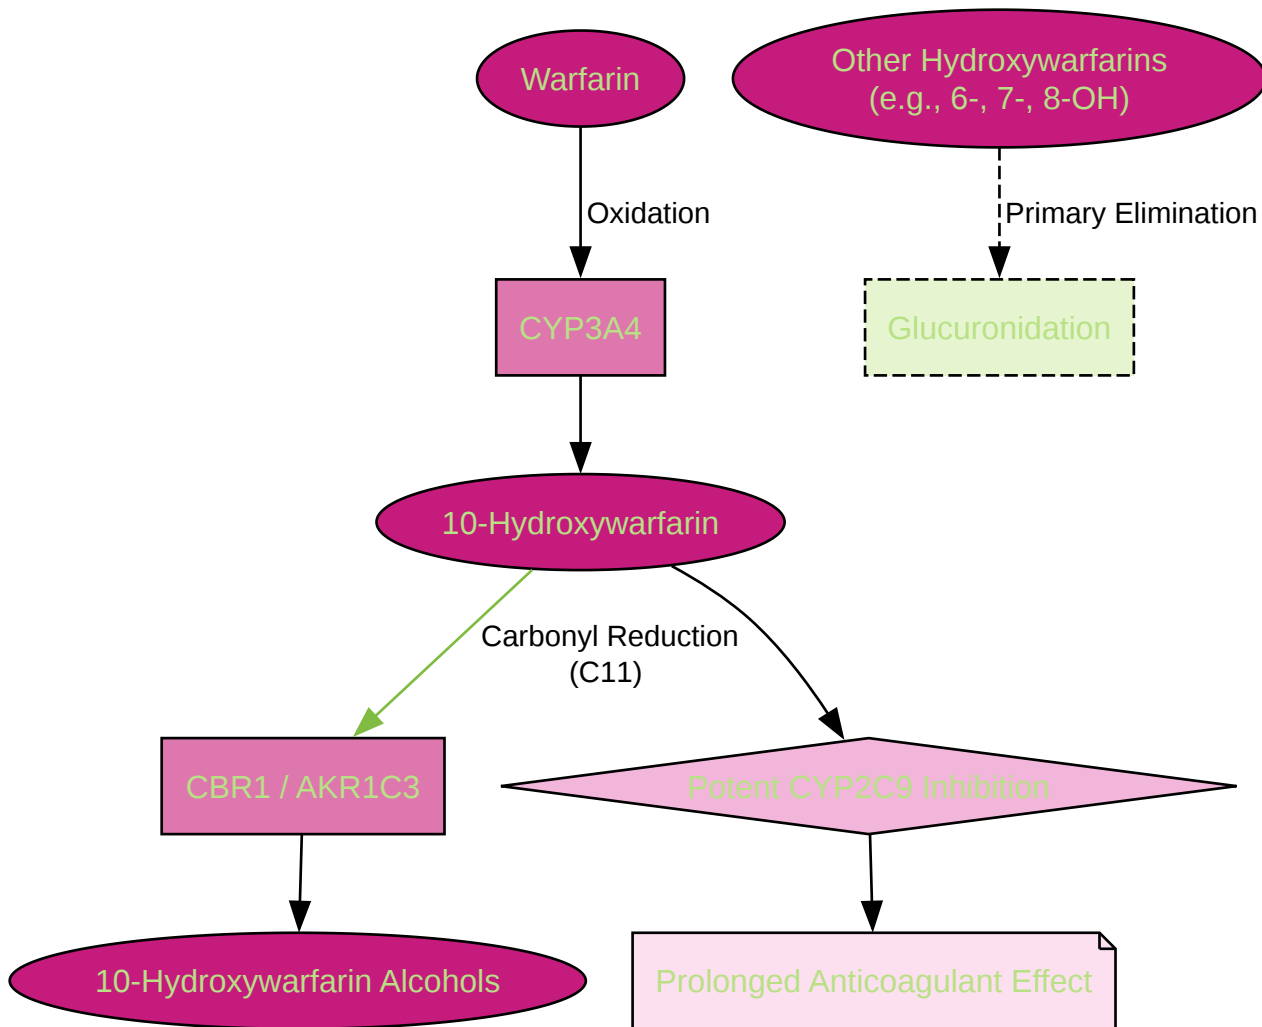 Warfarin
Other Hydroxywarfarins
(e.g., 6-, 7-, 8-OH)
Oxidation
Primary Elimination
CYP3A4
Glucuronidation
10-Hydroxywarfarin
Carbonyl Reduction
(C11)
CBR1 / AKR1C3
Potent CYP2C9 Inhibition
10-Hydroxywarfarin Alcohols
Prolonged Anticoagulant Effect